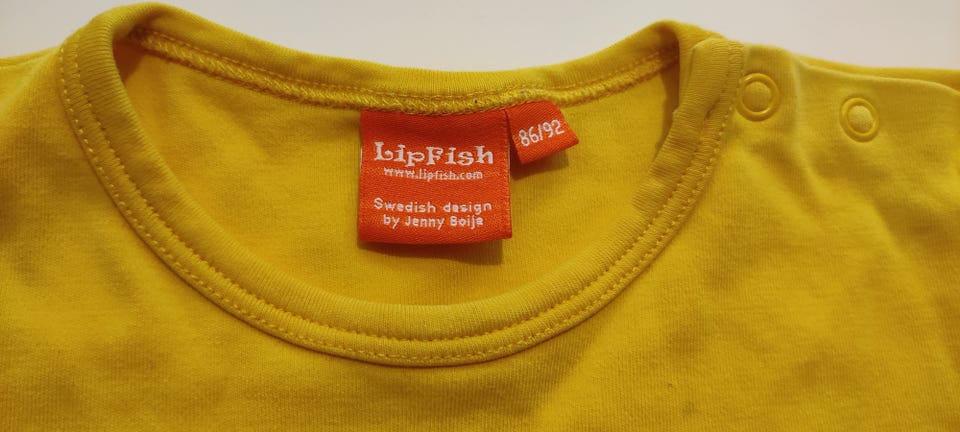 LipFish
www.lipfish.com
Swedish design
by Jenny Boija
86/92